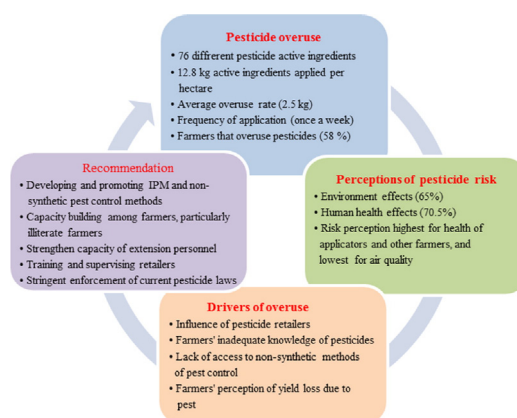 Pesticide overuse
• 76 different pesticide active ingredients
• 12.8 kg active ingredients applied per
hectare
• Average overuse rate (2.5 kg)
• Frequency of application (once a week)
• Farmers that overuse pesticides (58 %)
Perceptions of pesticide risk
• Environment effects (65%)
• Human health effects (70.5%)
• Risk perception highest for health of
applicators and other farmers, and
lowest for air quality
Drivers of overuse
• Influence of pesticide retailers
• Farmers' inadequate knowledge of pesticides
• Lack of access to non-synthetic methods
of pest control
• Farmers' perception of yield loss due to
pest
Recommendation
• Developing and promoting IPM and non-
synthetic pest control methods
• Capacity building among farmers, particularly
illiterate farmers
• Strengthen capacity of extension personnel
• Training and supervising retailers
• Stringent enforcement of current pesticide laws